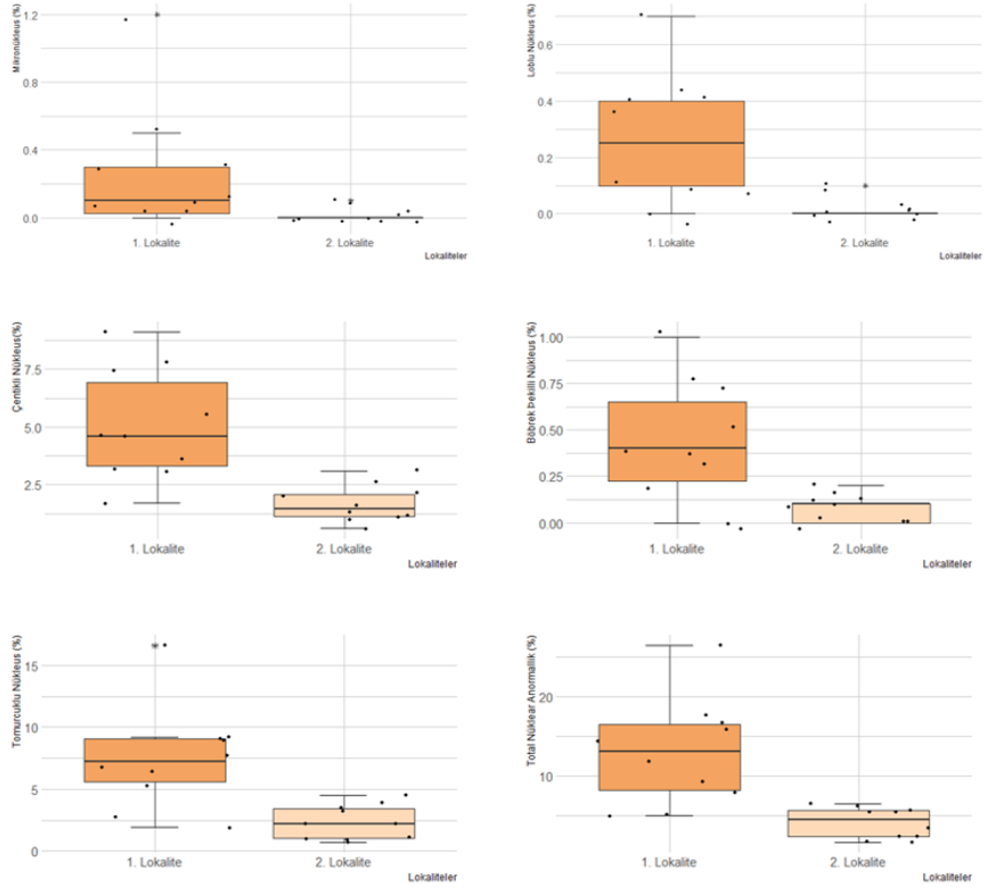 Mikronükleus (%)
1.2
0.8
0.4
0.0
1. Lokalite
2. Lokalite
Lokaliteler
Loblu Nükleus (%)
0.6
0.4
0.2
0.0
1. Lokalite
2. Lokalite
Lokaliteler
Çentikli Nükleus(%)
7.5
5.0
2.5
1. Lokalite
2. Lokalite
Lokaliteler
Böbrek Þekilli Nükleus (%)
1.00
0.75
0.50
0.25
0.00
1. Lokalite
2. Lokalite
Lokaliteler
Tomurcuklu Nükleus (%)
15
10
5
0
1. Lokalite
2. Lokalite
Lokaliteler
Total Nüklear Anormallik (%)
20
10
1. Lokalite
2. Lokalite
Lokaliteler